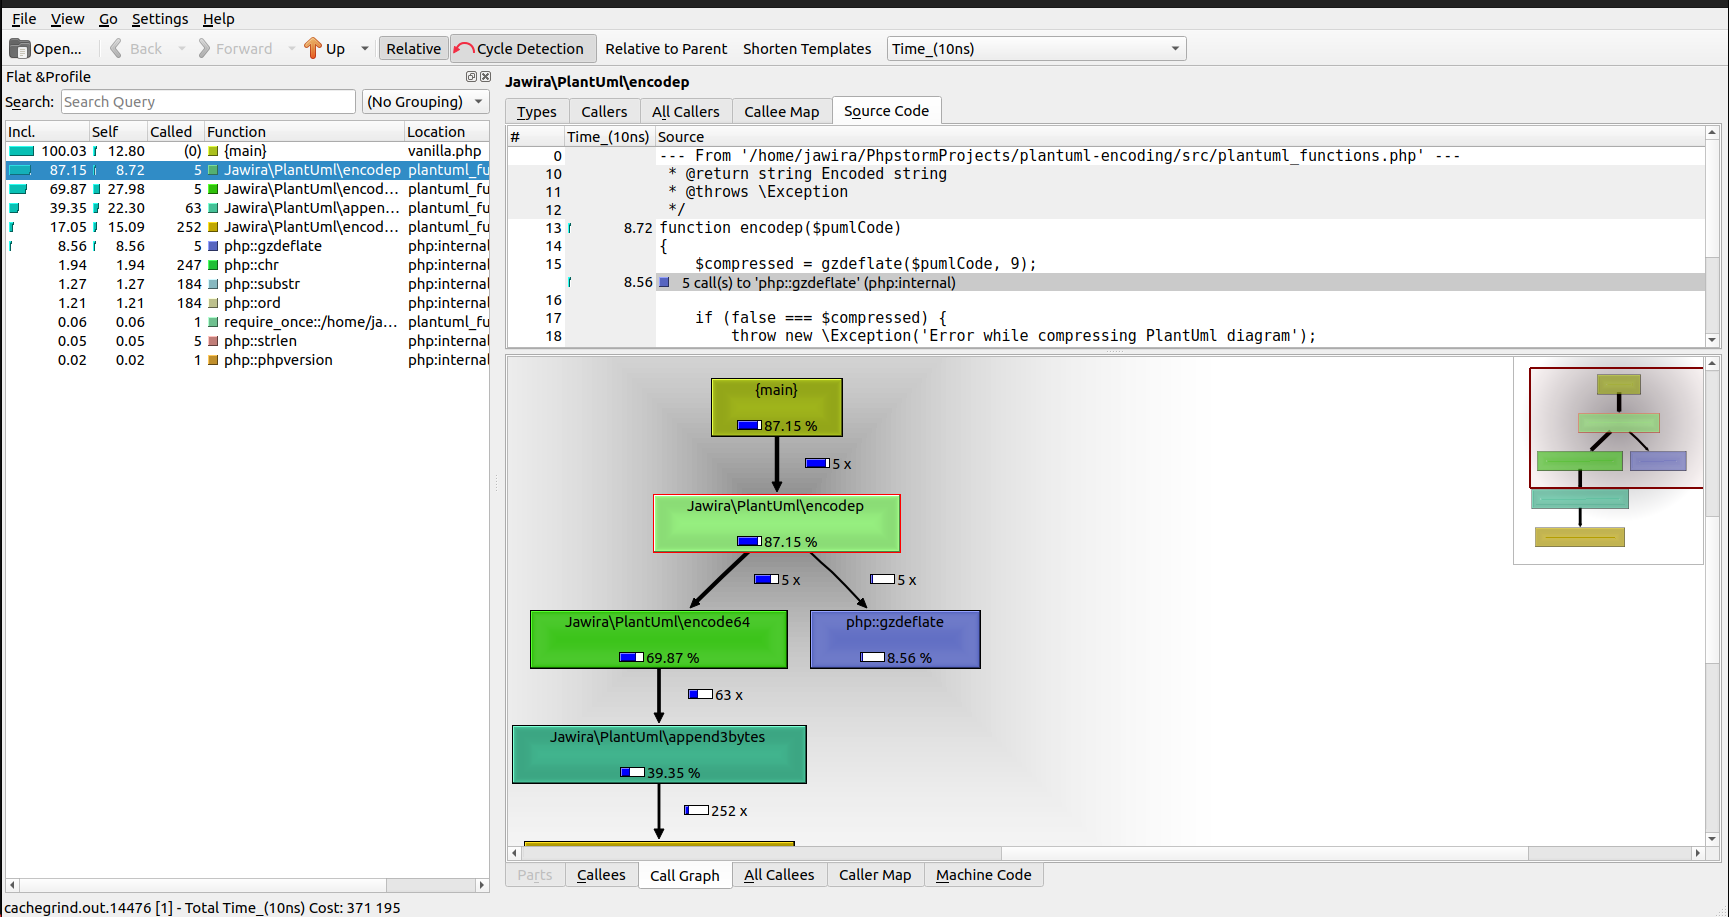 File View Go Settings Help
Open... Back Forward Up Relative Cycle Detection Relative to Parent Shorten Templates Time_(10ns)
Flat &Profile
Search: Search Query (No Grouping)
Incl. Self Called Function Location
100.03 12.80 (0) {main} vanilla.php
87.15 8.72 5 Jawira\PlantUml\encodep plantuml_fu
69.87 27.98 5 Jawira\PlantUml\encod... plantuml_fu
39.35 22.30 63 Jawira\PlantUml\appen... plantuml_fu
17.05 15.09 252 Jawira\PlantUml\encod... plantuml_fu
8.56 8.56 5 php::gzdeflate php:internal
1.94 1.94 247 php::chr php:internal
1.27 1.27 184 php::substr php:internal
1.21 1.21 184 php::ord php:internal
0.06 0.06 1 require_once::/home/ja... plantuml_fu
0.05 0.05 5 php::strlen php:internal
0.02 0.02 1 php::phpversion php:internal
Jawira\PlantUml\encodep
Types Callers All Callers Callee Map Source Code
# Time_(10ns) Source
0 --- From '/home/jawira/PhpstormProjects/plantuml-encoding/src/plantuml_functions.php' ---
10 * @return string Encoded string
11 * @throws \Exception
12 */
13 8.72 function encodep($pumlCode)
14 {
15 $compressed = gzdeflate($pumlCode, 9);
8.56 5 call(s) to 'php::gzdeflate' (php:internal)
16
17 if (false === $compressed) {
18 throw new \Exception('Error while compressing PlantUml diagram');
{main}
87.15 %
5 x
Jawira\PlantUml\encodep
87.15 %
5 x 5 x
Jawira\PlantUml\encode64 php::gzdeflate
69.87 % 8.56 %
63 x
Jawira\PlantUml\append3bytes
39.35 %
252 x
Parts Callees Call Graph All Callees Caller Map Machine Code
cachegrind.out.14476 [1] - Total Time_(10ns) Cost: 371 195